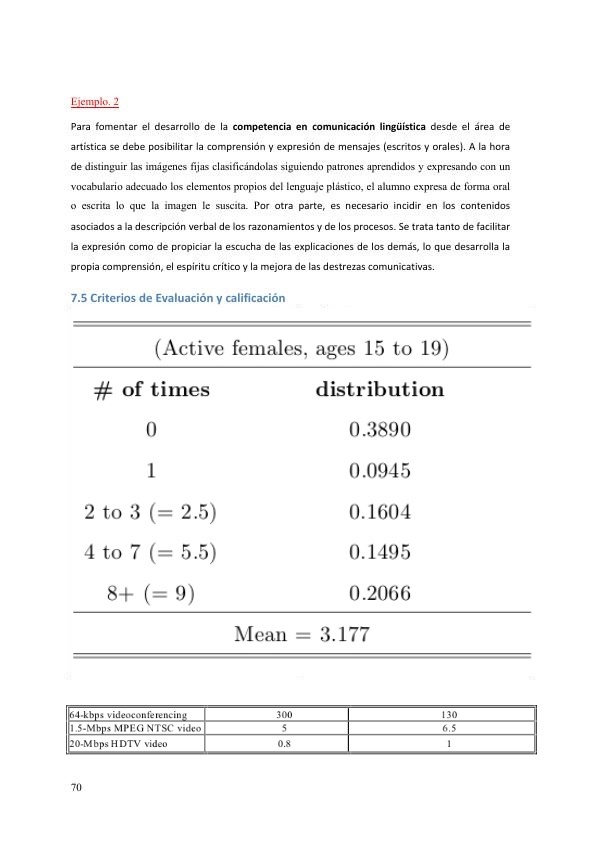 Ejemplo. 2
Para fomentar el desarrollo de la competencia en comunicación lingüística desde el área de
artística se debe posibilitar la comprensión y expresión de mensajes (escritos y orales). A la hora
de distinguir las imágenes fijas clasificándolas siguiendo patrones aprendidos y expresando con un
vocabulario adecuado los elementos propios del lenguaje plástico, el alumno expresa de forma oral
o escrita lo que la imagen le suscita. Por otra parte, es necesario incidir en los contenidos
asociados a la descripción verbal de los razonamientos y de los procesos. Se trata tanto de facilitar
la expresión como de propiciar la escucha de las explicaciones de los demás, lo que desarrolla la
propia comprensión, el espíritu crítico y la mejora de las destrezas comunicativas.
7.5 Criterios de Evaluación y calificación
(Active females, ages 15 to 19)
# of times distribution
0 0.3890
1 0.0945
2 to 3 (= 2.5) 0.1604
4 to 7 (= 5.5) 0.1495
8+ (= 9) 0.2066
Mean = 3.177
64-kbps videoconferencing 300 130
1.5-Mbps MPEG NTSC video 5 6.5
20-Mbps HDTV video 0.8 1
70